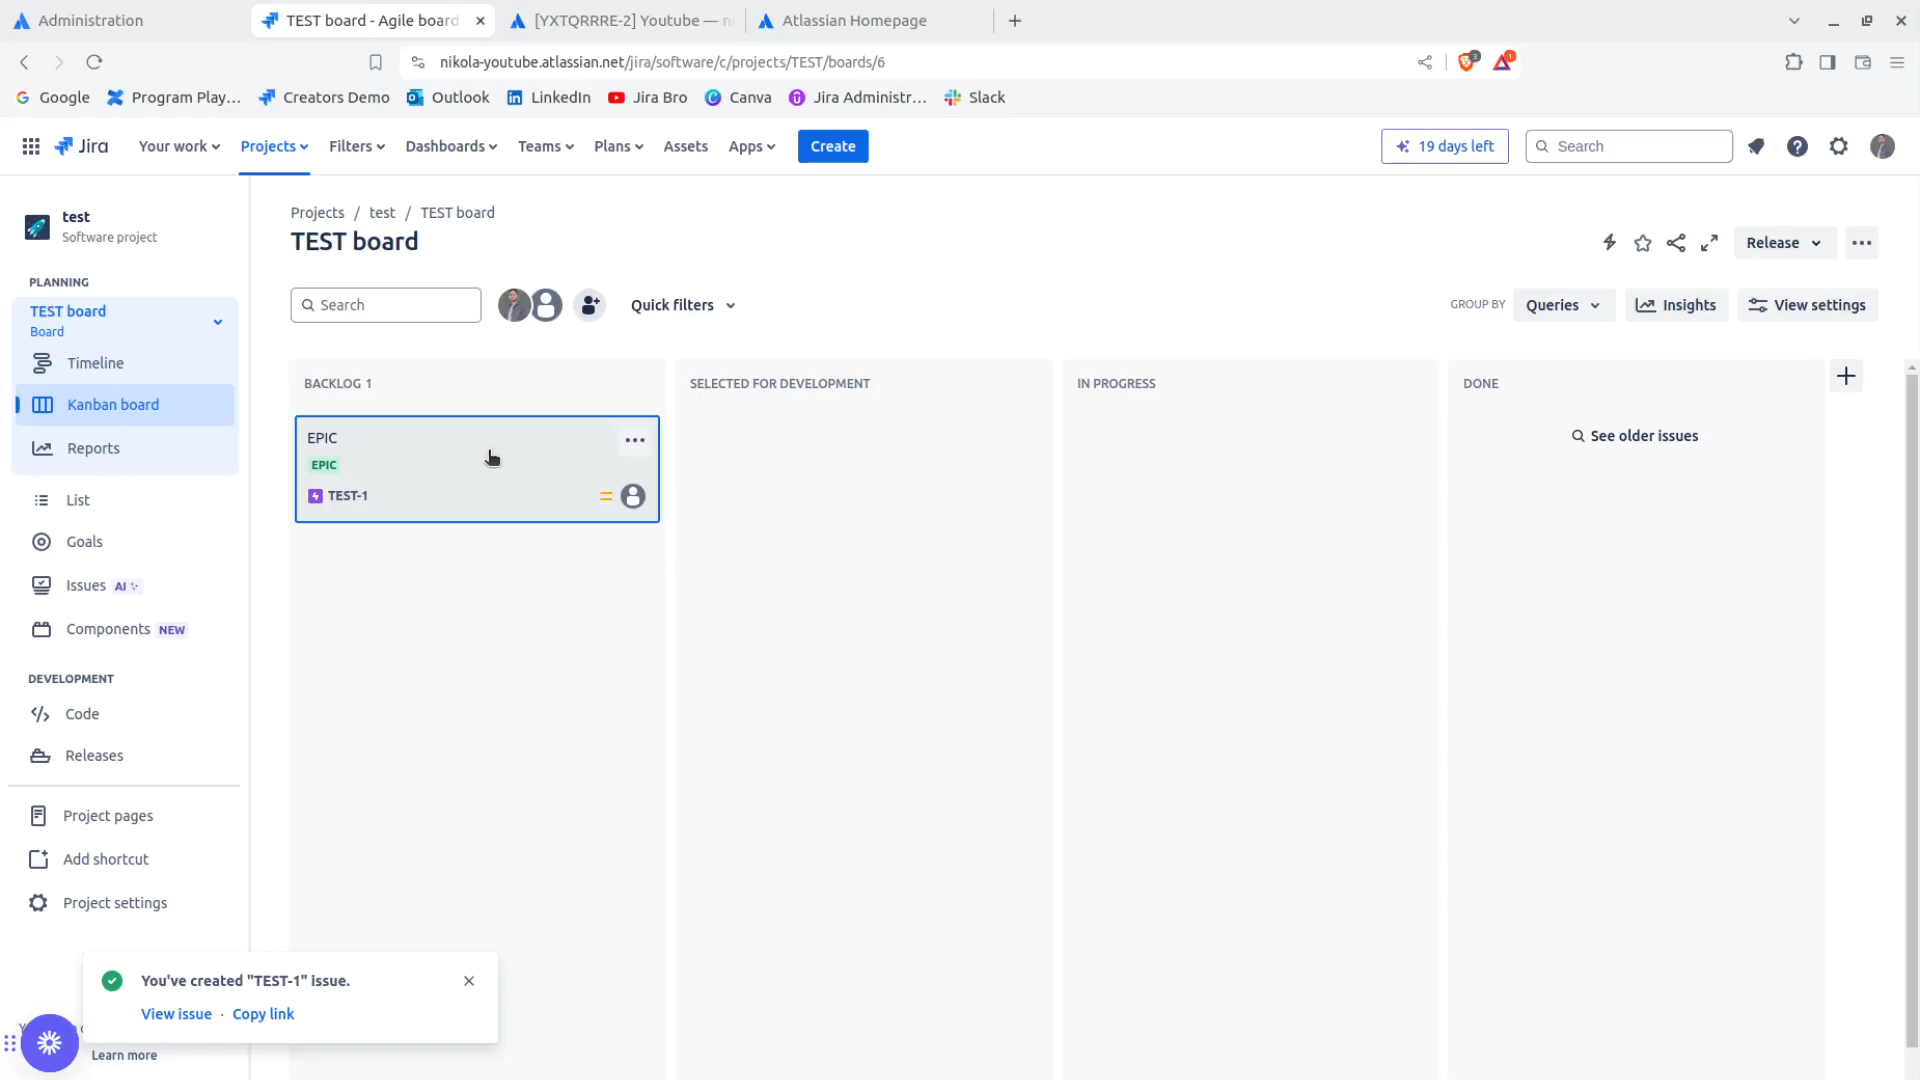 Administration
TEST board - Agile board
[YXTQRRRE-2] Youtube —
Atlassian Homepage
nikola-youtube.atlassian.net/jira/software/c/projects/TEST/boards/6
3
1
Google
Program Play...
Creators Demo
Outlook
LinkedIn
Jira Bro
Canva
Jira Administr...
Slack
Jira
Your work
Projects
Filters
Dashboards
Teams
Plans
Assets
Apps
Create
19 days left
Search
test
Software project
PLANNING
TEST board
Board
Timeline
Kanban board
Reports
List
Goals
Issues AI
Components NEW
DEVELOPMENT
Code
Releases
Project pages
Add shortcut
Project settings
Learn more
Projects / test / TEST board
TEST board
Release
Search
Quick filters
GROUP BY
Queries
Insights
View settings
BACKLOG 1
SELECTED FOR DEVELOPMENT
IN PROGRESS
DONE
EPIC
EPIC
TEST-1
See older issues
You've created "TEST-1" issue.
View issue · Copy link